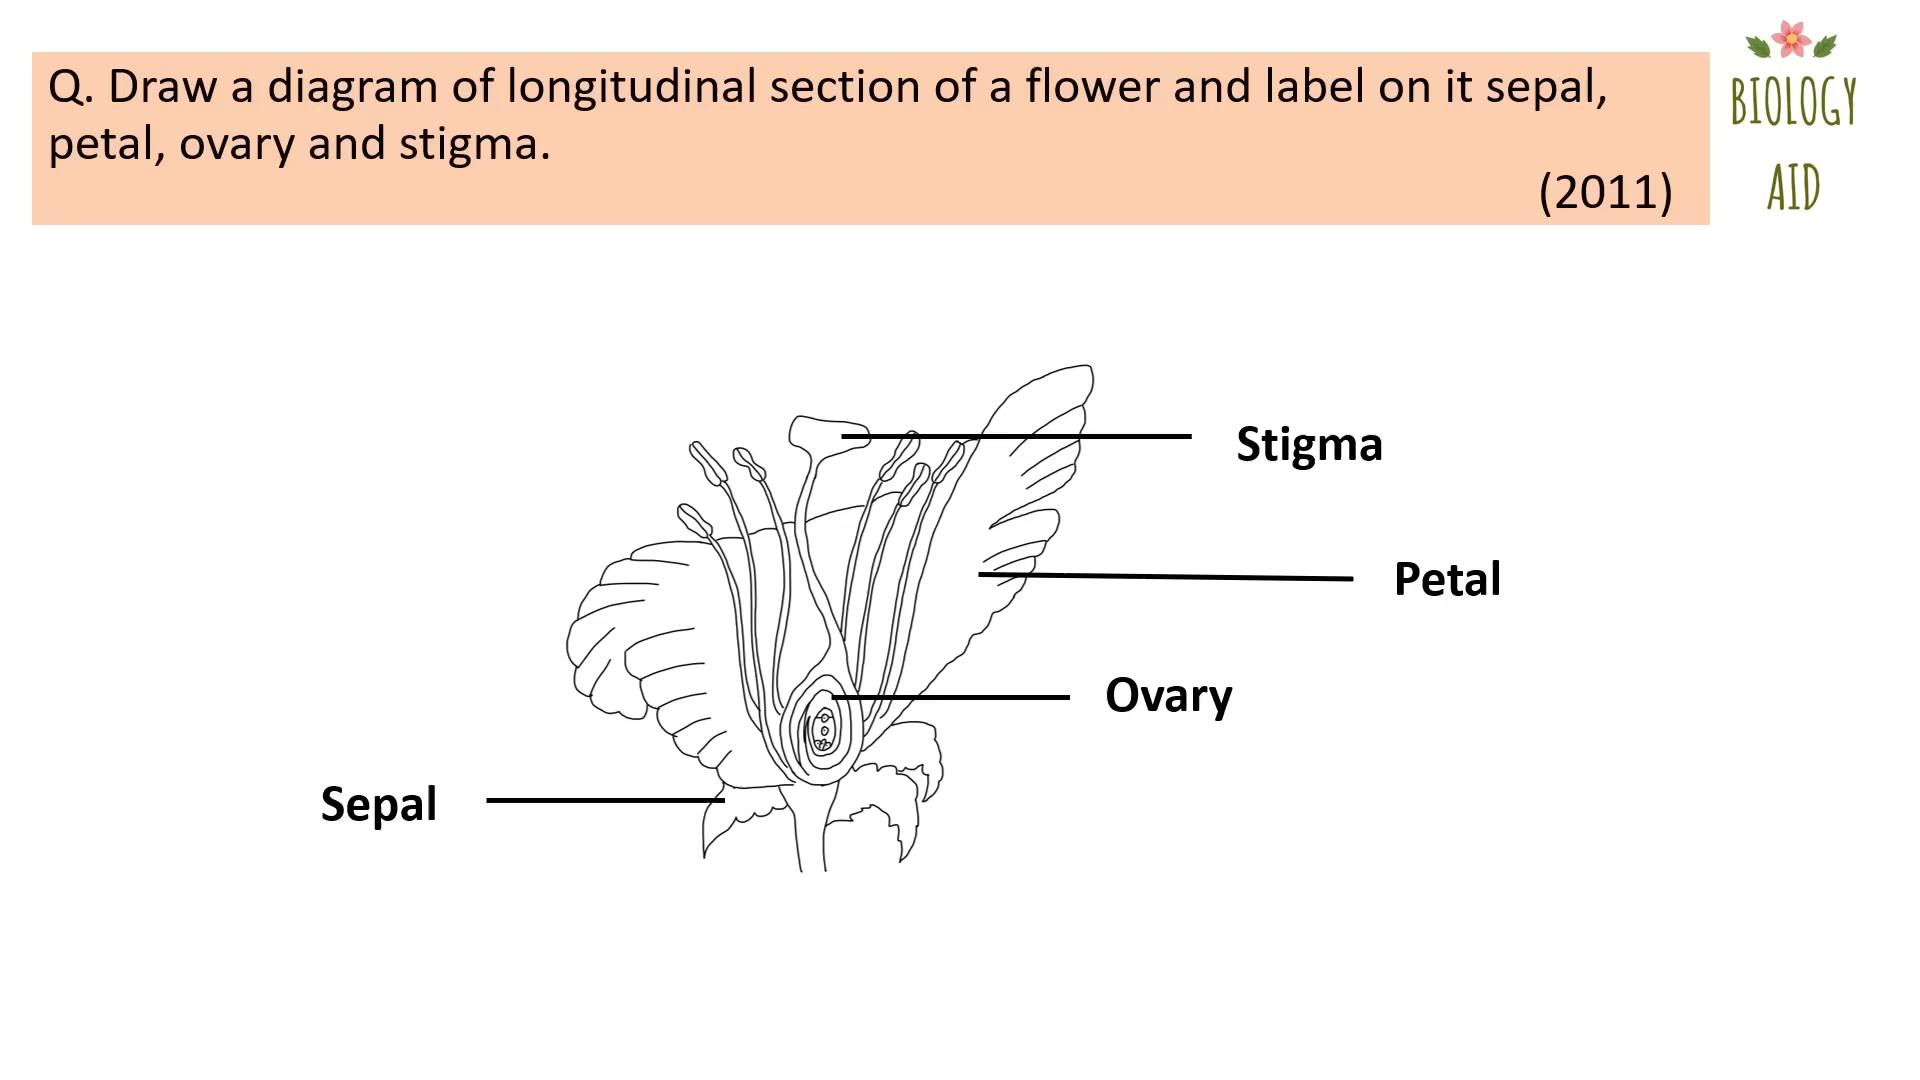 Q. Draw a diagram of longitudinal section of a flower and label on it sepal,
petal, ovary and stigma.
(2011)
BIOLOGY
AID
Stigma
Petal
Ovary
Sepal